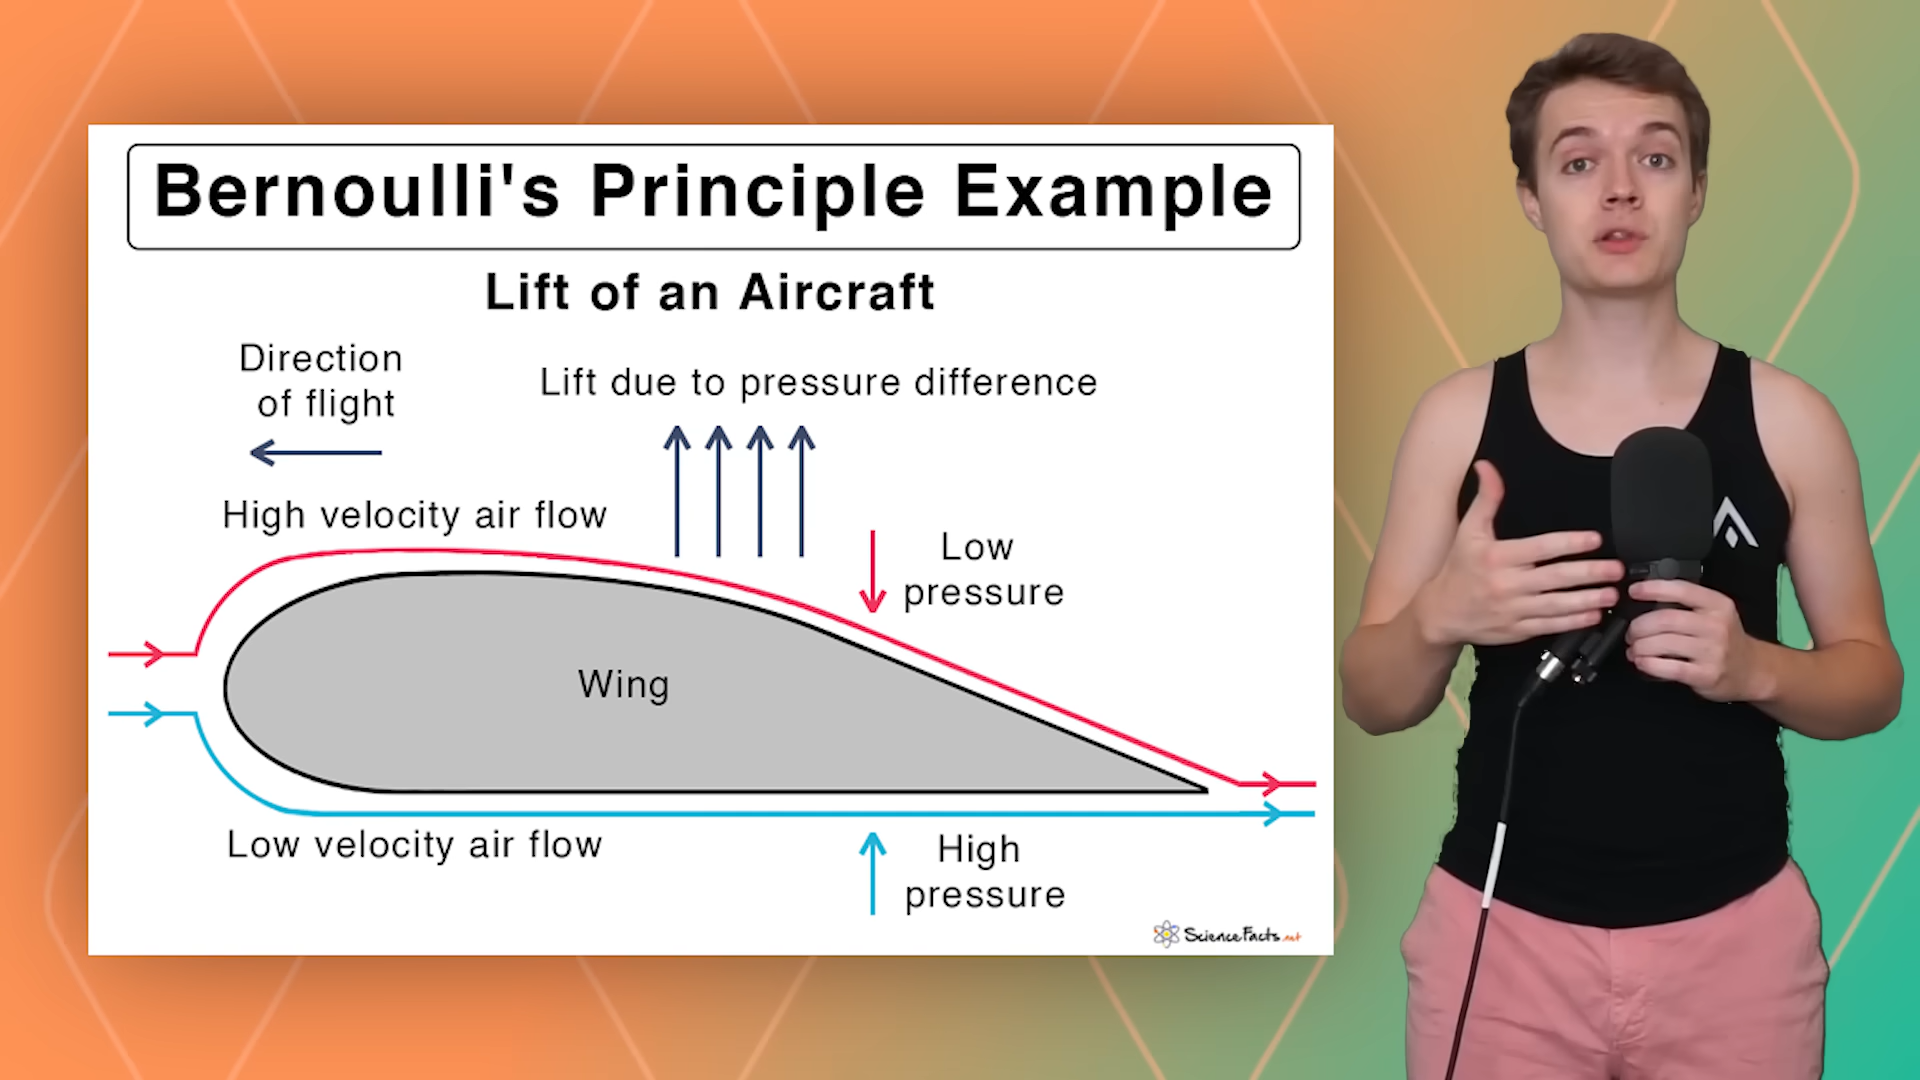 Bernoulli's Principle Example
Lift of an Aircraft
Direction
of flight
Lift due to pressure difference
High velocity air flow
Low
pressure
Wing
Low velocity air flow
High
pressure
ScienceFacts.net